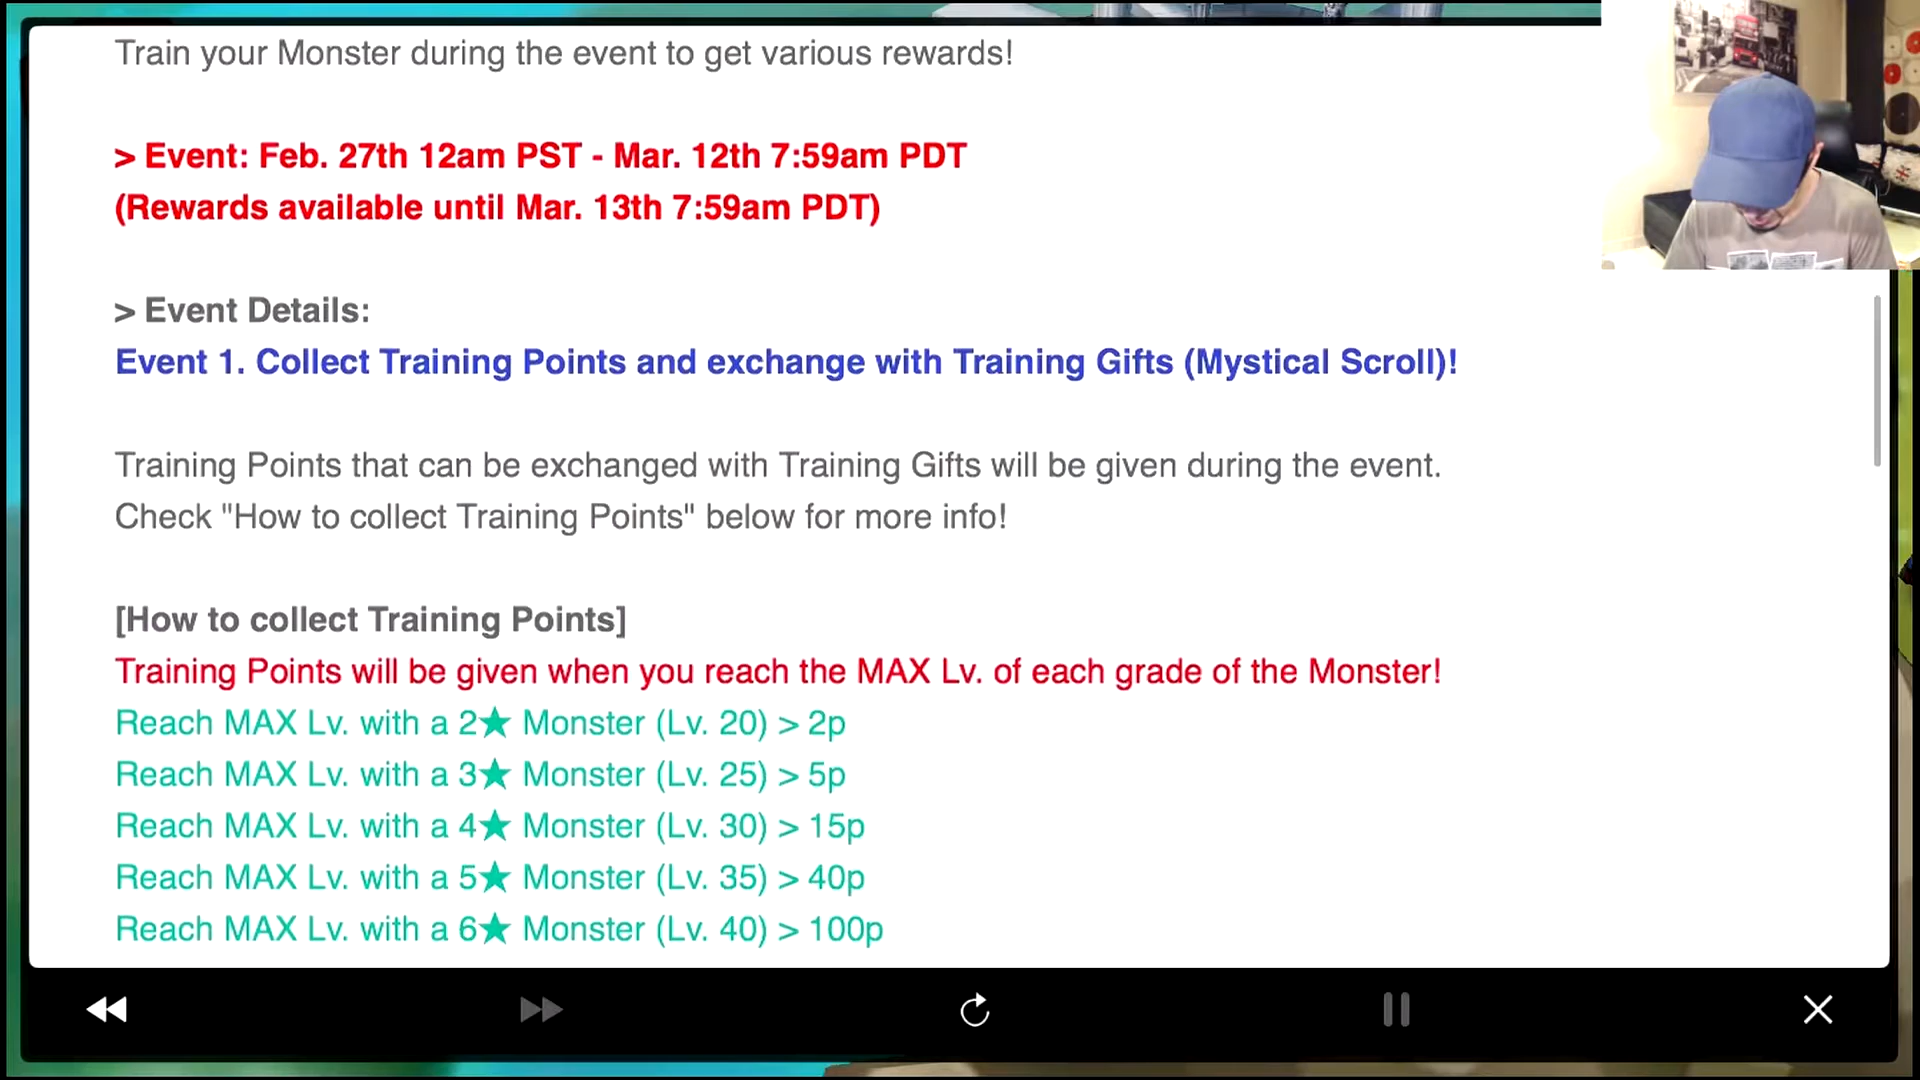 Train your Monster during the event to get various rewards!
> Event: Feb. 27th 12am PST - Mar. 12th 7:59am PDT
(Rewards available until Mar. 13th 7:59am PDT)
> Event Details:
Event 1. Collect Training Points and exchange with Training Gifts (Mystical Scroll)!
Training Points that can be exchanged with Training Gifts will be given during the event.
Check "How to collect Training Points" below for more info!
[How to collect Training Points]
Training Points will be given when you reach the MAX Lv. of each grade of the Monster!
Reach MAX Lv. with a 2★ Monster (Lv. 20) > 2p
Reach MAX Lv. with a 3★ Monster (Lv. 25) > 5p
Reach MAX Lv. with a 4★ Monster (Lv. 30) > 15p
Reach MAX Lv. with a 5★ Monster (Lv. 35) > 40p
Reach MAX Lv. with a 6★ Monster (Lv. 40) > 100p